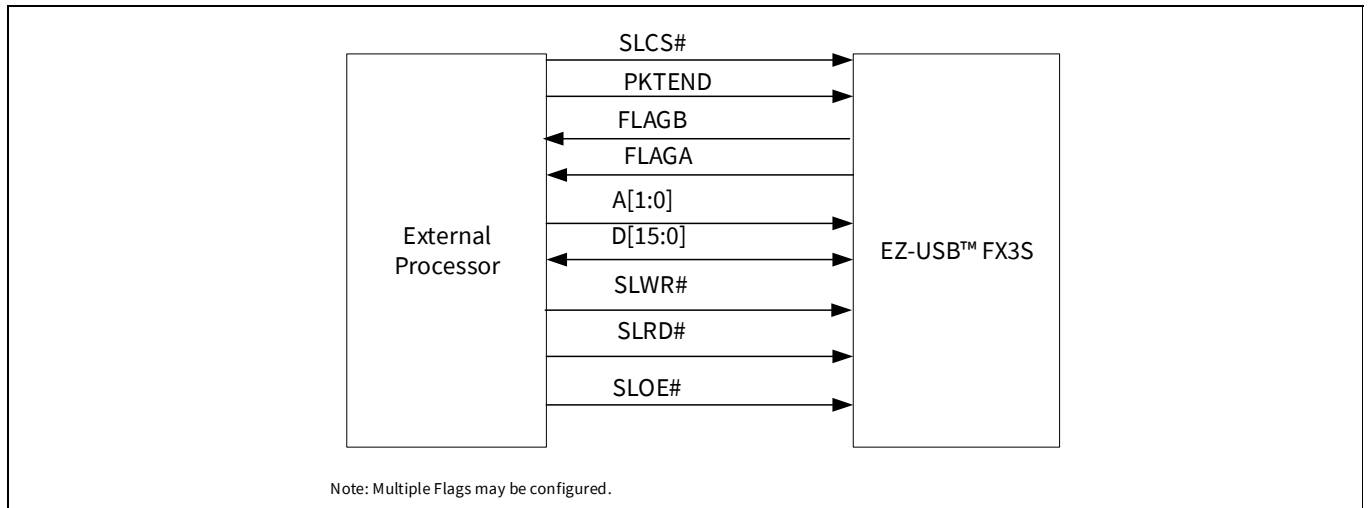 SLCS#
PKTEND
FLAGB
FLAGA
A[1:0]
D[15:0]
SLWR#
SLRD#
SLOE#
External
Processor
EZ-USB™ FX3S
Note: Multiple Flags may be configured.